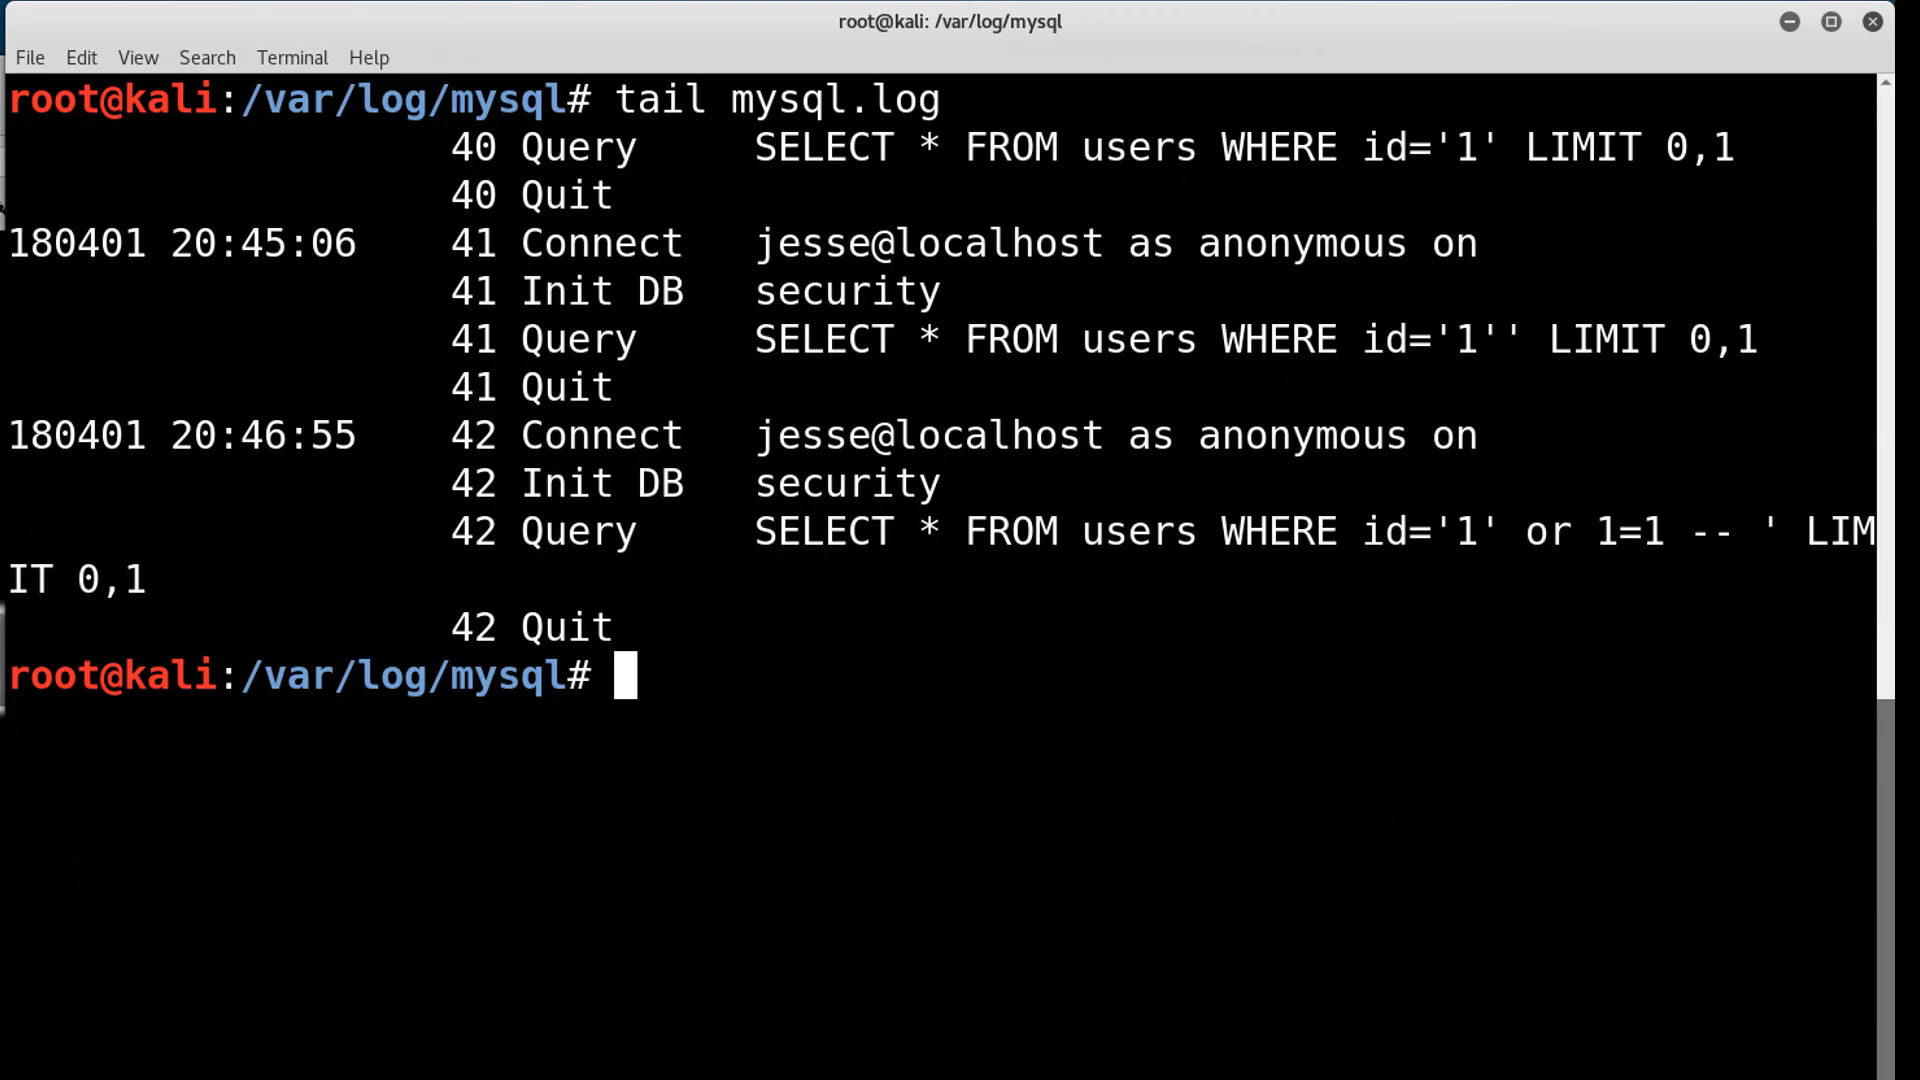 root@kali: /var/log/mysql
File Edit View Search Terminal Help
root@kali:/var/log/mysql# tail mysql.log
40 Query SELECT * FROM users WHERE id='1' LIMIT 0,1
40 Quit
180401 20:45:06 41 Connect jesse@localhost as anonymous on
41 Init DB security
41 Query SELECT * FROM users WHERE id='1'' LIMIT 0,1
41 Quit
180401 20:46:55 42 Connect jesse@localhost as anonymous on
42 Init DB security
42 Query SELECT * FROM users WHERE id='1' or 1=1 -- ' LIM
IT 0,1
42 Quit
root@kali:/var/log/mysql#